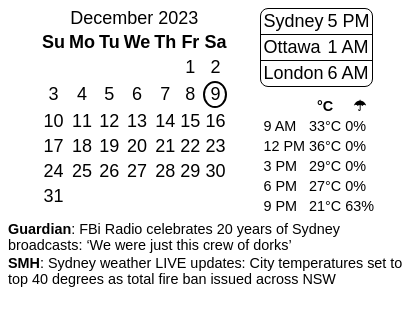 December 2023
Su Mo Tu We Th Fr Sa
1 2
3 4 5 6 7 8 9
10 11 12 13 14 15 16
17 18 19 20 21 22 23
24 25 26 27 28 29 30
31
Sydney 5 PM
Ottawa 1 AM
London 6 AM
°C ☂
9 AM 33°C 0%
12 PM 36°C 0%
3 PM 29°C 0%
6 PM 27°C 0%
9 PM 21°C 63%
Guardian: FBi Radio celebrates 20 years of Sydney
broadcasts: ‘We were just this crew of dorks’
SMH: Sydney weather LIVE updates: City temperatures set to
top 40 degrees as total fire ban issued across NSW